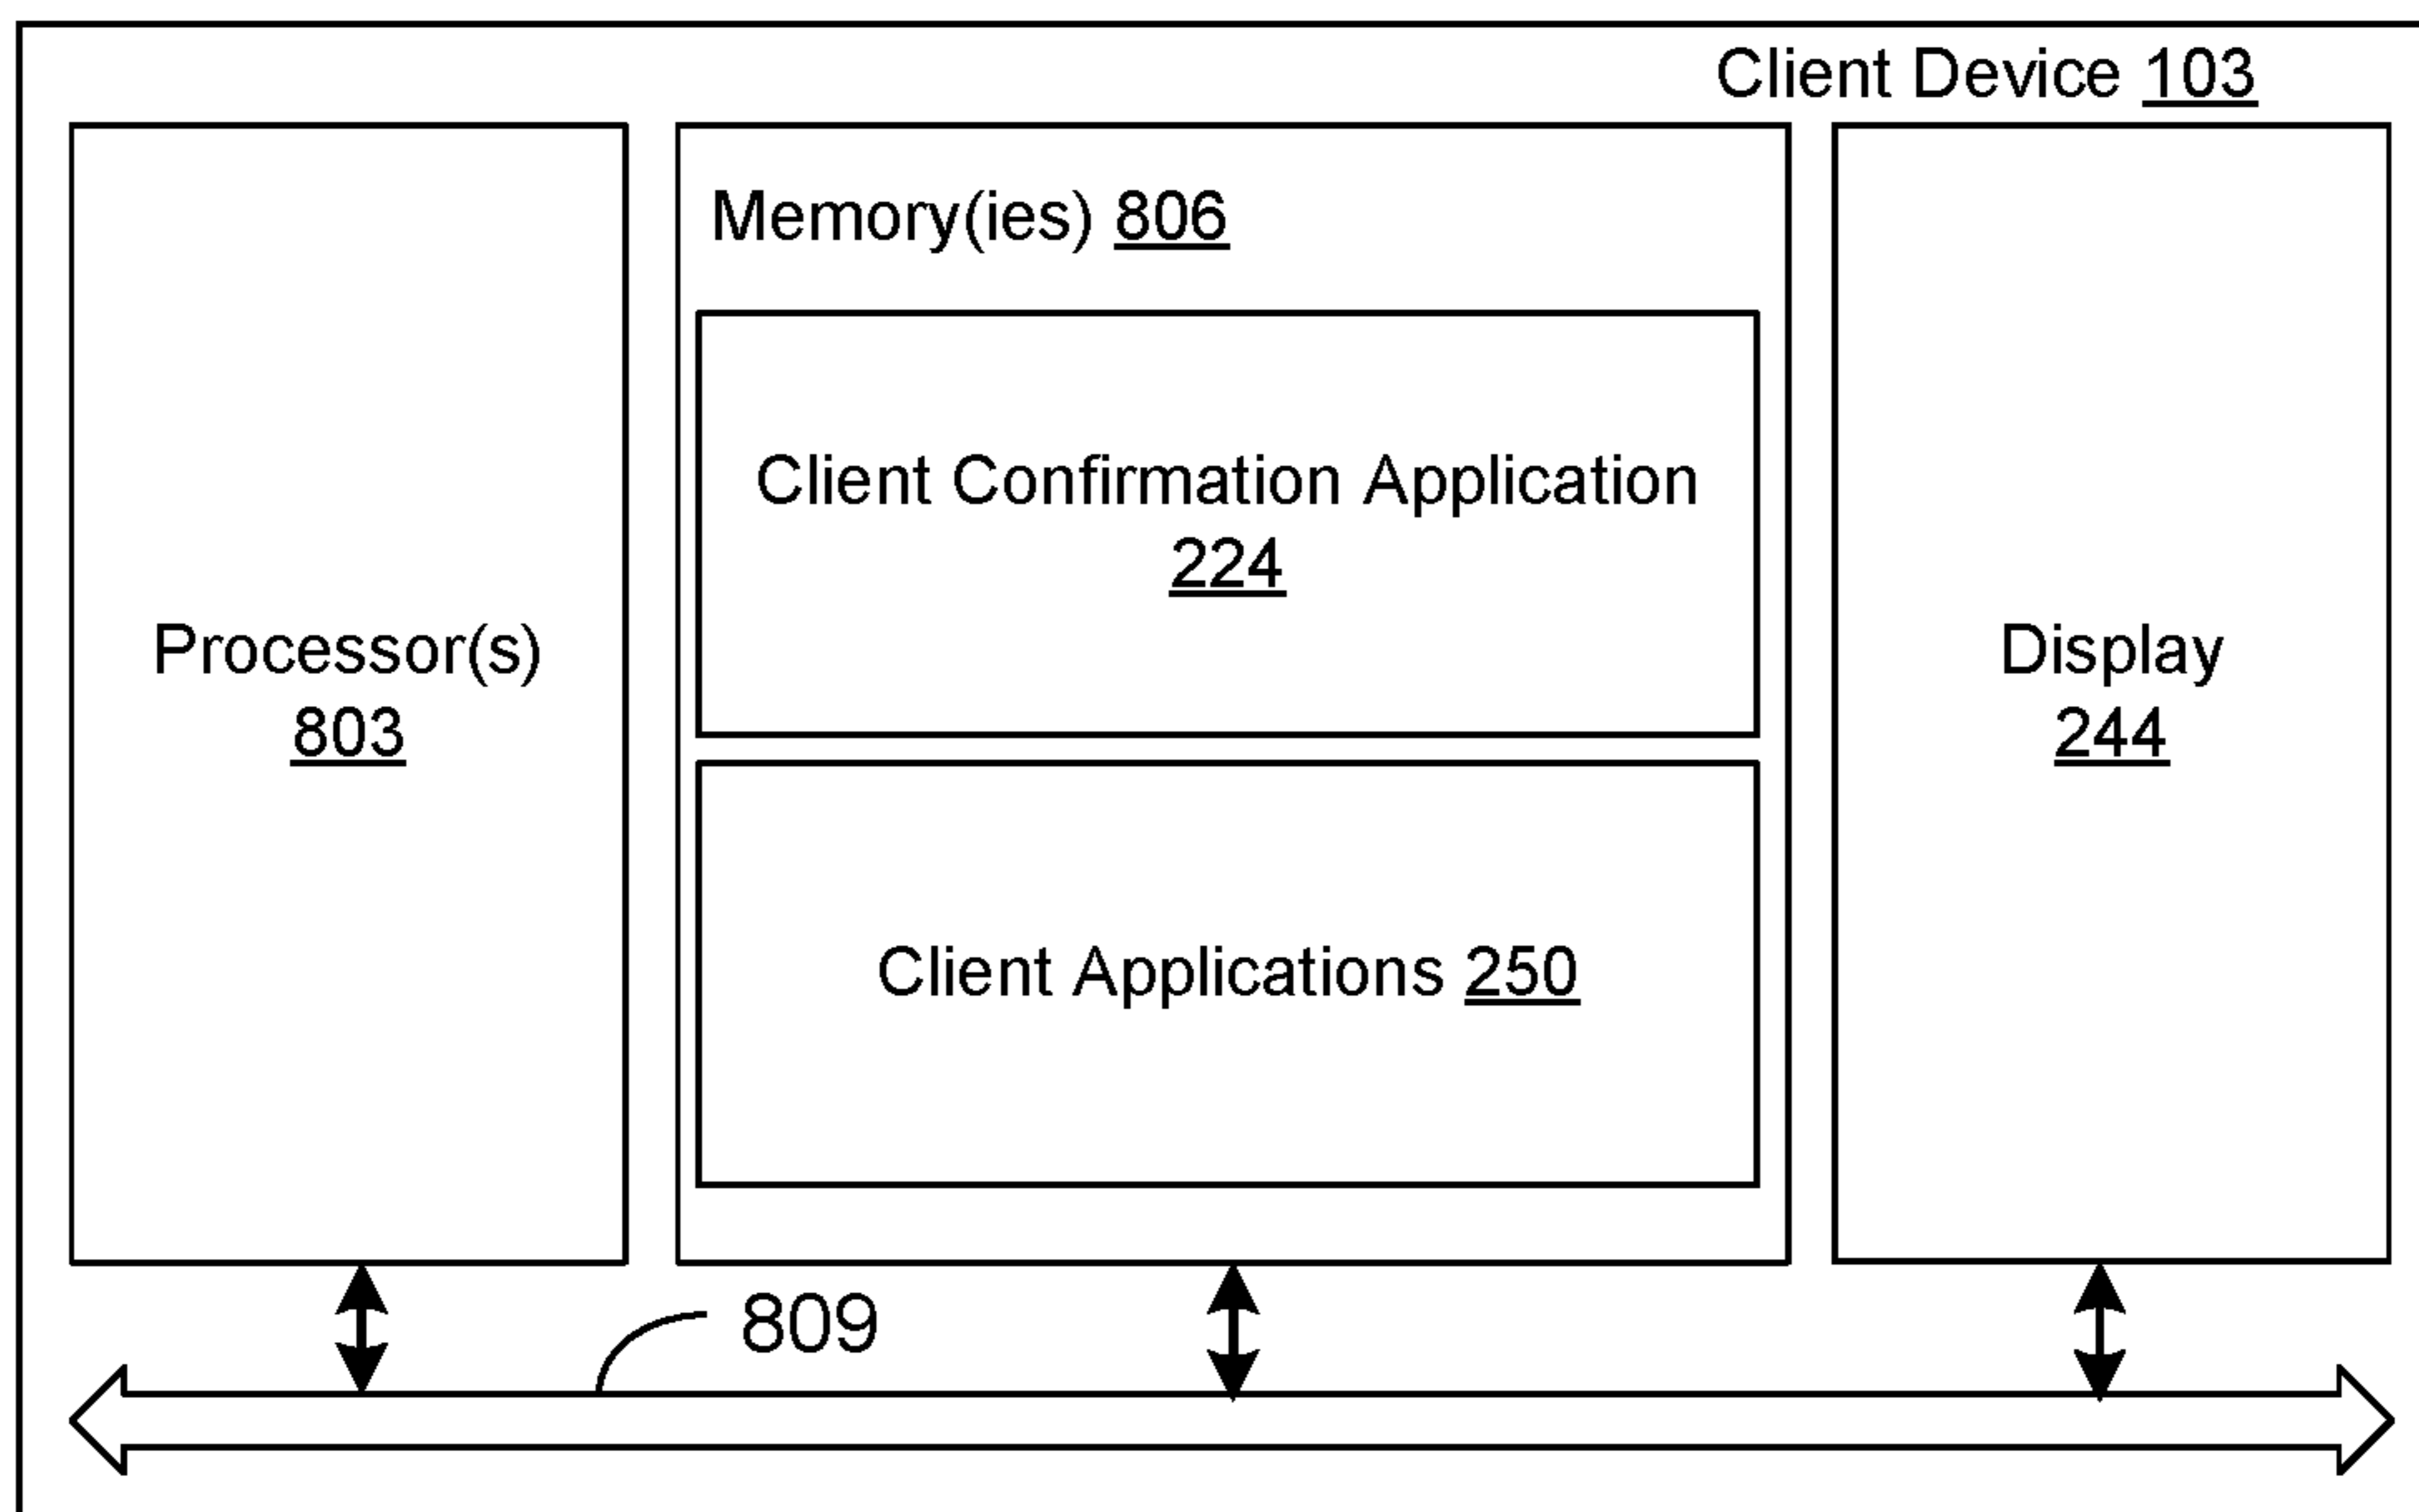 Client Device 103
Memory(ies) 806
Client Confirmation Application
224
Processor(s)
803
Display
244
Client Applications 250
809